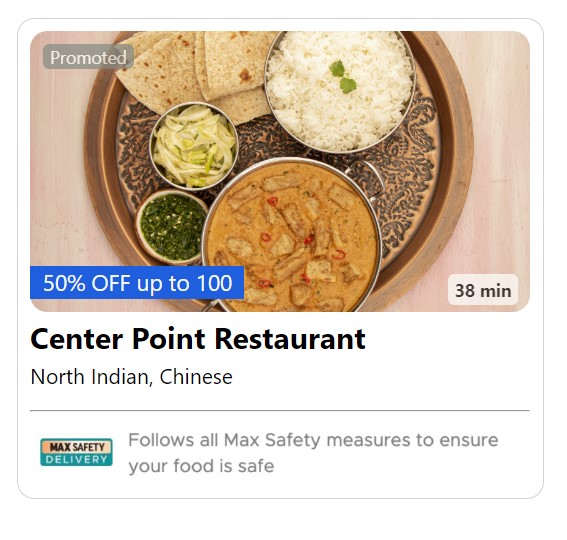 Promoted
50% OFF up to 100
38 min
Center Point Restaurant
North Indian, Chinese
MAX SAFETY
DELIVERY
Follows all Max Safety measures to ensure
your food is safe